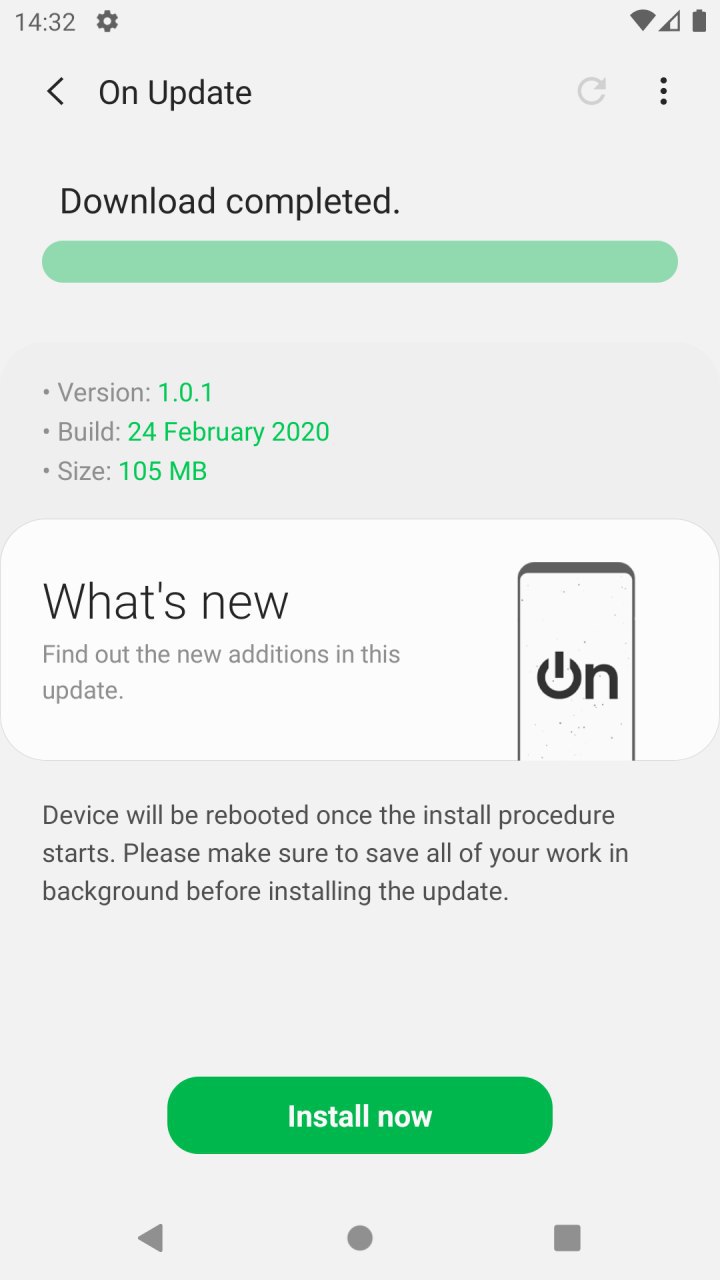 14:32
On Update
Download completed.
• Version: 1.0.1
• Build: 24 February 2020
• Size: 105 MB
What's new
Find out the new additions in this
update.
On
Device will be rebooted once the install procedure
starts. Please make sure to save all of your work in
background before installing the update.
Install now